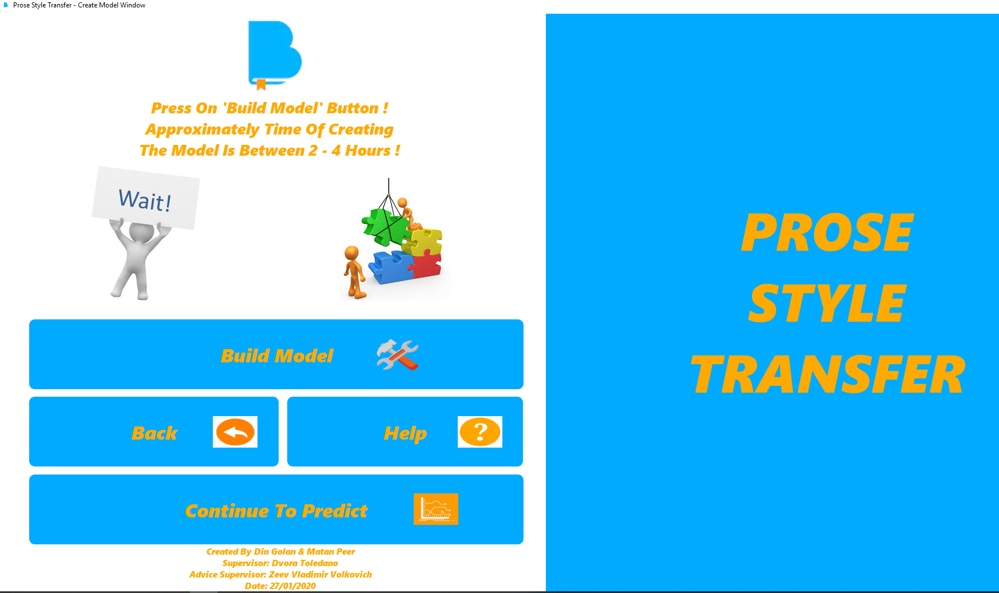 Prose Style Transfer - Create Model Window
Press On 'Build Model' Button !
Approximately Time Of Creating
The Model Is Between 2 - 4 Hours !
Wait!
Build Model
Back
Help
?
Continue To Predict
Created By Din Golan & Matan Peer
Supervisor: Dvora Toledano
Advice Supervisor: Zeev Vladimir Volkovich
Date: 27/01/2020
PROSE
STYLE
TRANSFER